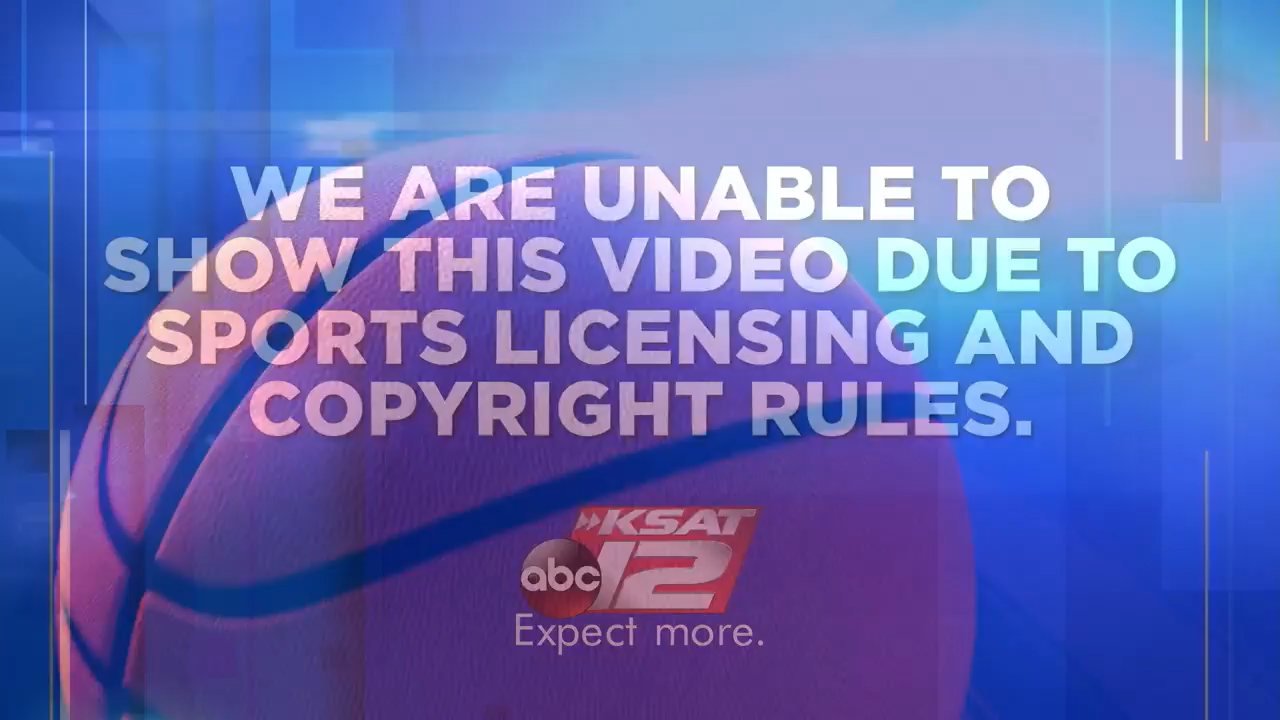 WE ARE UNABLE TO
SHOW THIS VIDEO DUE TO
SPORTS LICENSING AND
COPYRIGHT RULES.
KSAT
abc 12
Expect more.